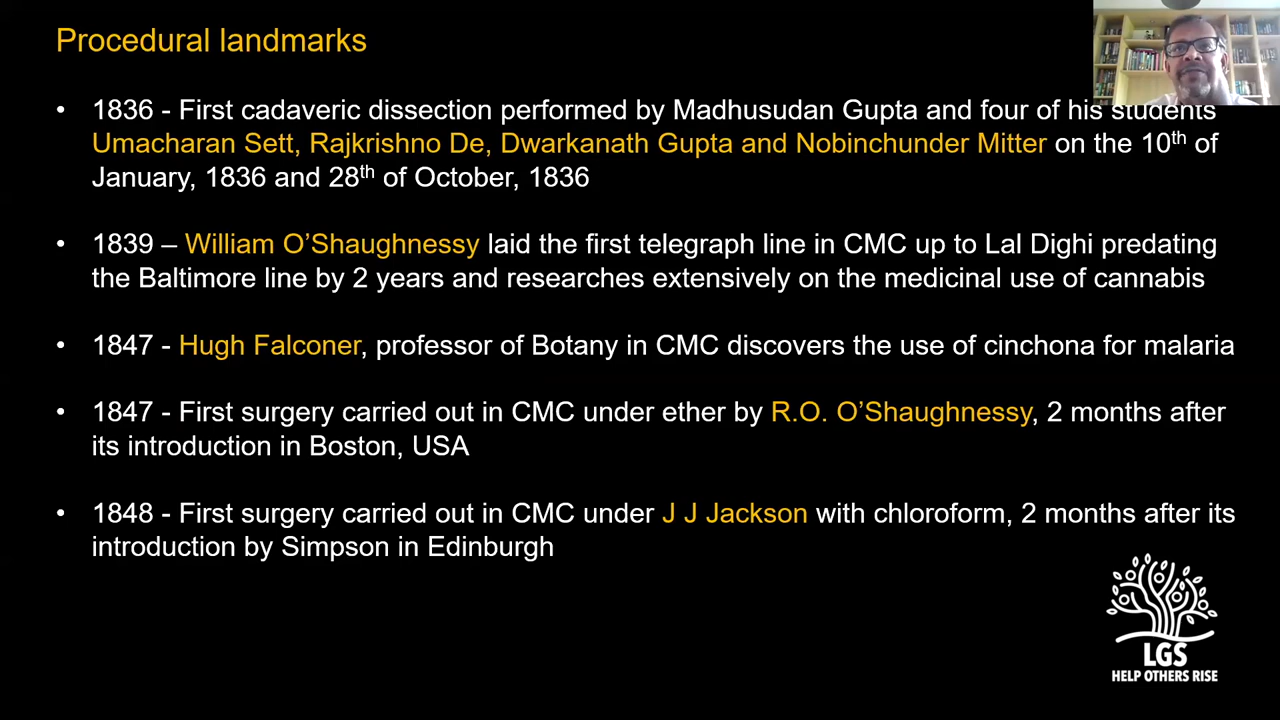 Procedural landmarks
• 1836 - First cadaveric dissection performed by Madhusudan Gupta and four of his students
Umacharan Sett, Rajkrishno De, Dwarkanath Gupta and Nobinchunder Mitter on the 10th of
January, 1836 and 28th of October, 1836
• 1839 – William O’Shaughnessy laid the first telegraph line in CMC up to Lal Dighi predating
the Baltimore line by 2 years and researches extensively on the medicinal use of cannabis
• 1847 - Hugh Falconer, professor of Botany in CMC discovers the use of cinchona for malaria
• 1847 - First surgery carried out in CMC under ether by R.O. O’Shaughnessy, 2 months after
its introduction in Boston, USA
• 1848 - First surgery carried out in CMC under J J Jackson with chloroform, 2 months after its
introduction by Simpson in Edinburgh
LGS
HELP OTHERS RISE